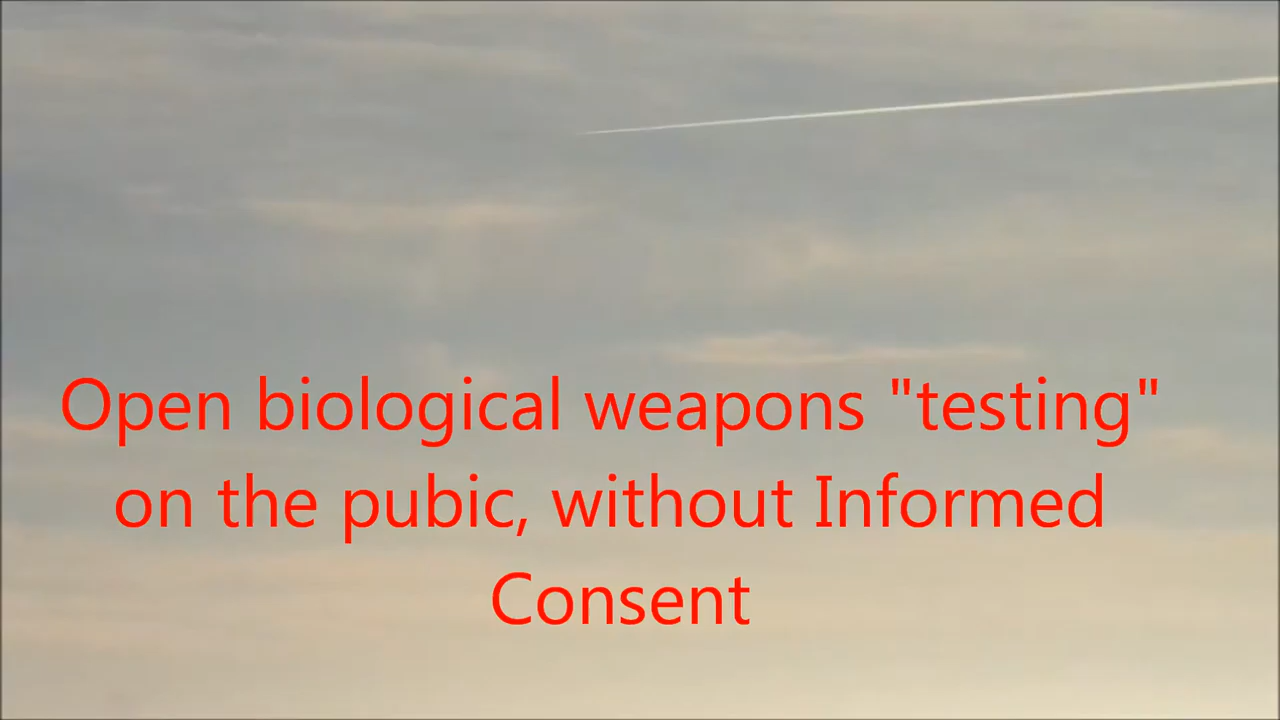 Open biological weapons "testing"
on the pubic, without Informed
Consent